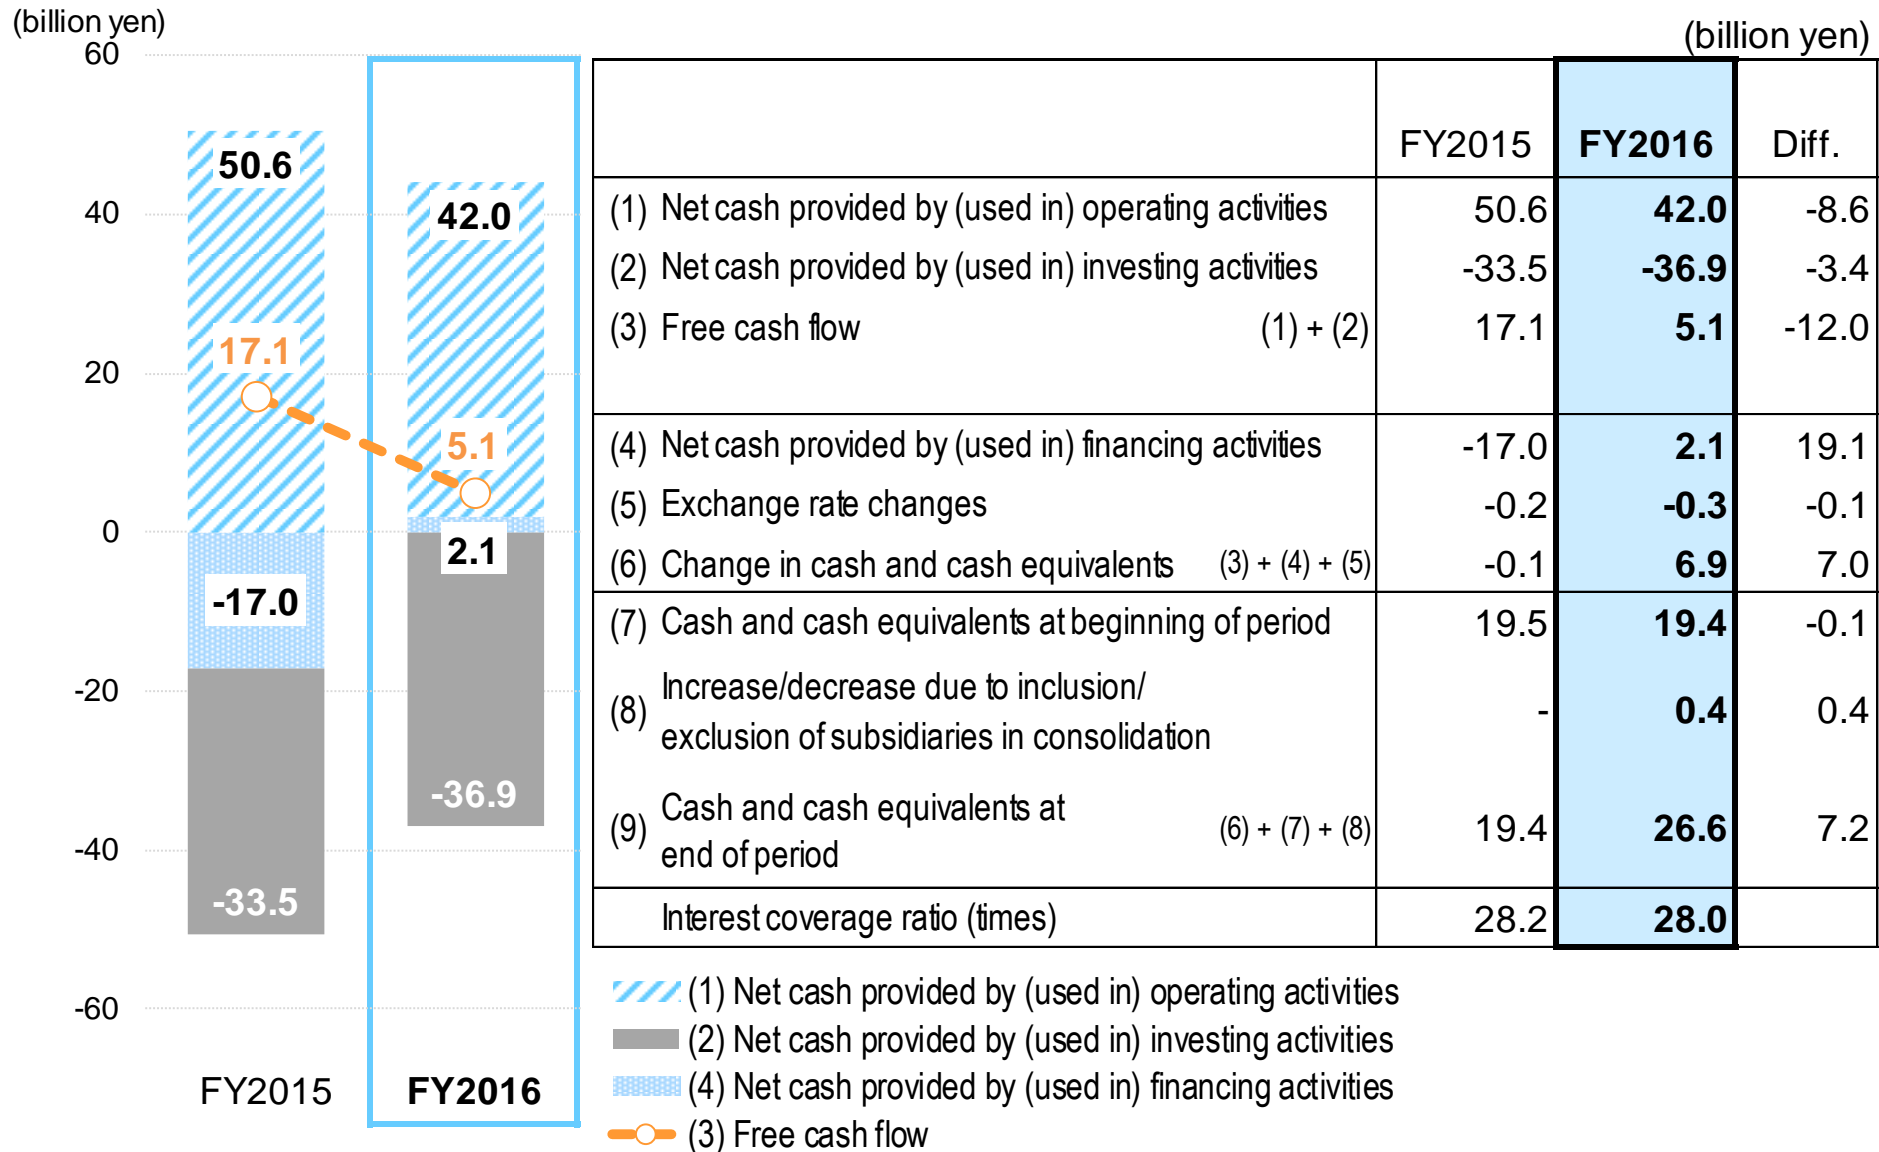 (billion yen)
60
40
20
0
-20
-40
-60
50.6
17.1
-17.0
-33.5
42.0
5.1
2.1
-36.9
FY2015
FY2016
(billion yen)
FY2015 FY2016 Diff.
(1) Net cash provided by (used in) operating activities 50.6 42.0 -8.6
(2) Net cash provided by (used in) investing activities -33.5 -36.9 -3.4
(3) Free cash flow (1) + (2) 17.1 5.1 -12.0
(4) Net cash provided by (used in) financing activities -17.0 2.1 19.1
(5) Exchange rate changes -0.2 -0.3 -0.1
(6) Change in cash and cash equivalents (3) + (4) + (5) -0.1 6.9 7.0
(7) Cash and cash equivalents at beginning of period 19.5 19.4 -0.1
(8) Increase/decrease due to inclusion/
exclusion of subsidiaries in consolidation - 0.4 0.4
(9) Cash and cash equivalents at
end of period (6) + (7) + (8) 19.4 26.6 7.2
Interest coverage ratio (times) 28.2 28.0
(1) Net cash provided by (used in) operating activities
(2) Net cash provided by (used in) investing activities
(4) Net cash provided by (used in) financing activities
(3) Free cash flow